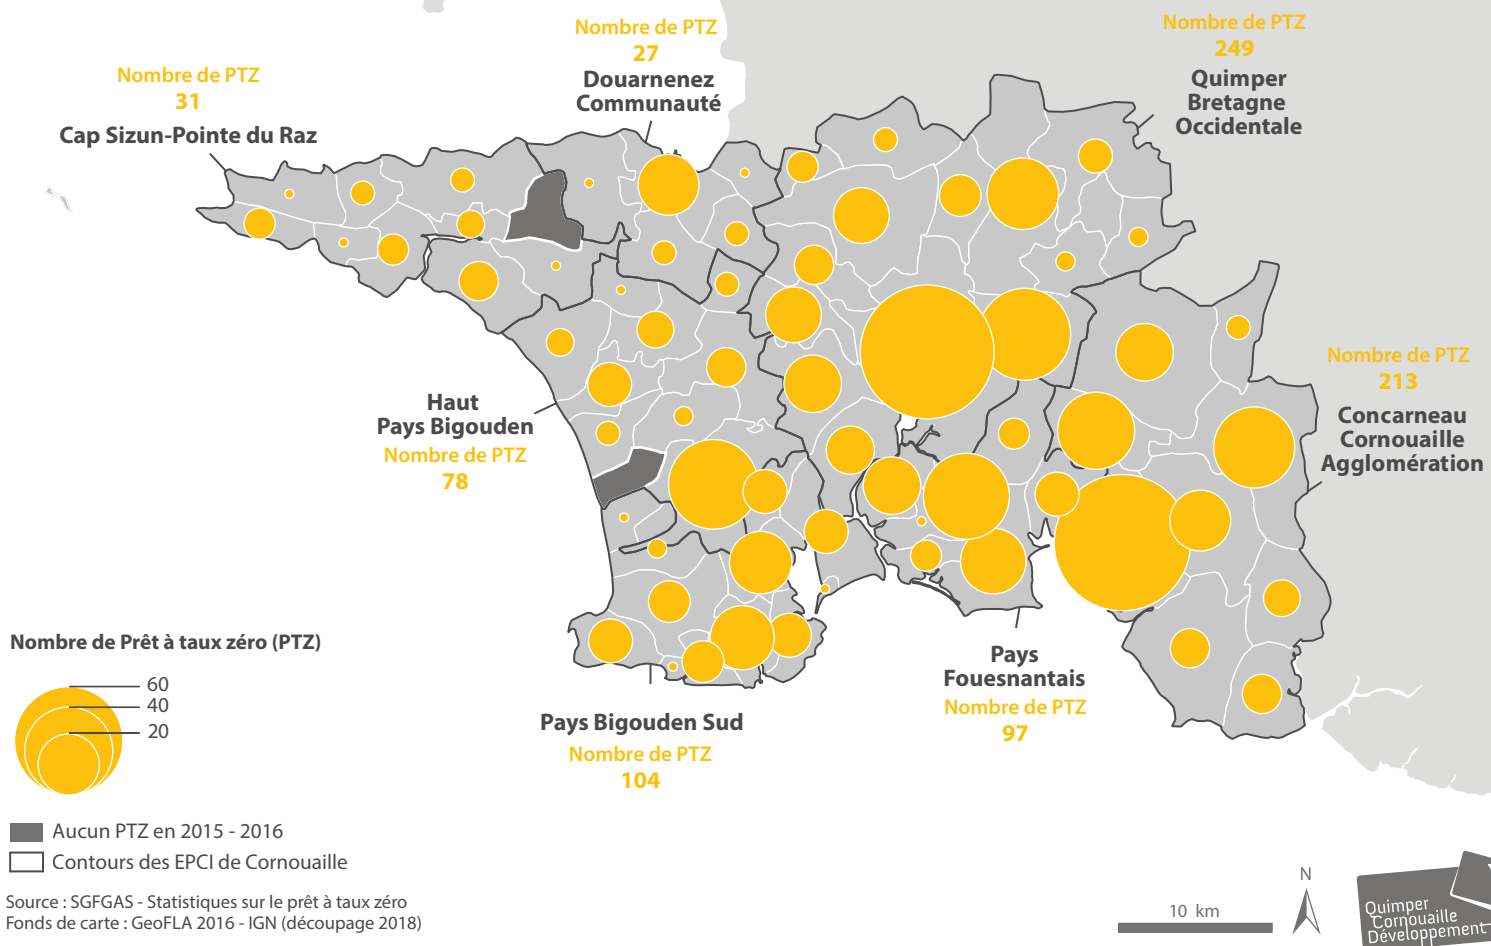 Nombre de PTZ
27
Douarnenez
Communauté
Nombre de PTZ
249
Quimper
Bretagne
Occidentale
Nombre de PTZ
31
Cap Sizun-Pointe du Raz
Nombre de PTZ
213
Concarneau
Cornouaille
Agglomération
Haut
Pays Bigouden
Nombre de PTZ
78
Nombre de Prêt à taux zéro (PTZ)
60
40
20
Pays Bigouden Sud
Nombre de PTZ
104
Pays
Fouesnantais
Nombre de PTZ
97
Aucun PTZ en 2015 - 2016
Contours des EPCI de Cornouaille
Source : SGFGAS - Statistiques sur le prêt à taux zéro
Fonds de carte : GeoFLA 2016 - IGN (découpage 2018)
10 km
N
Quimper
Cornouaille
Développement